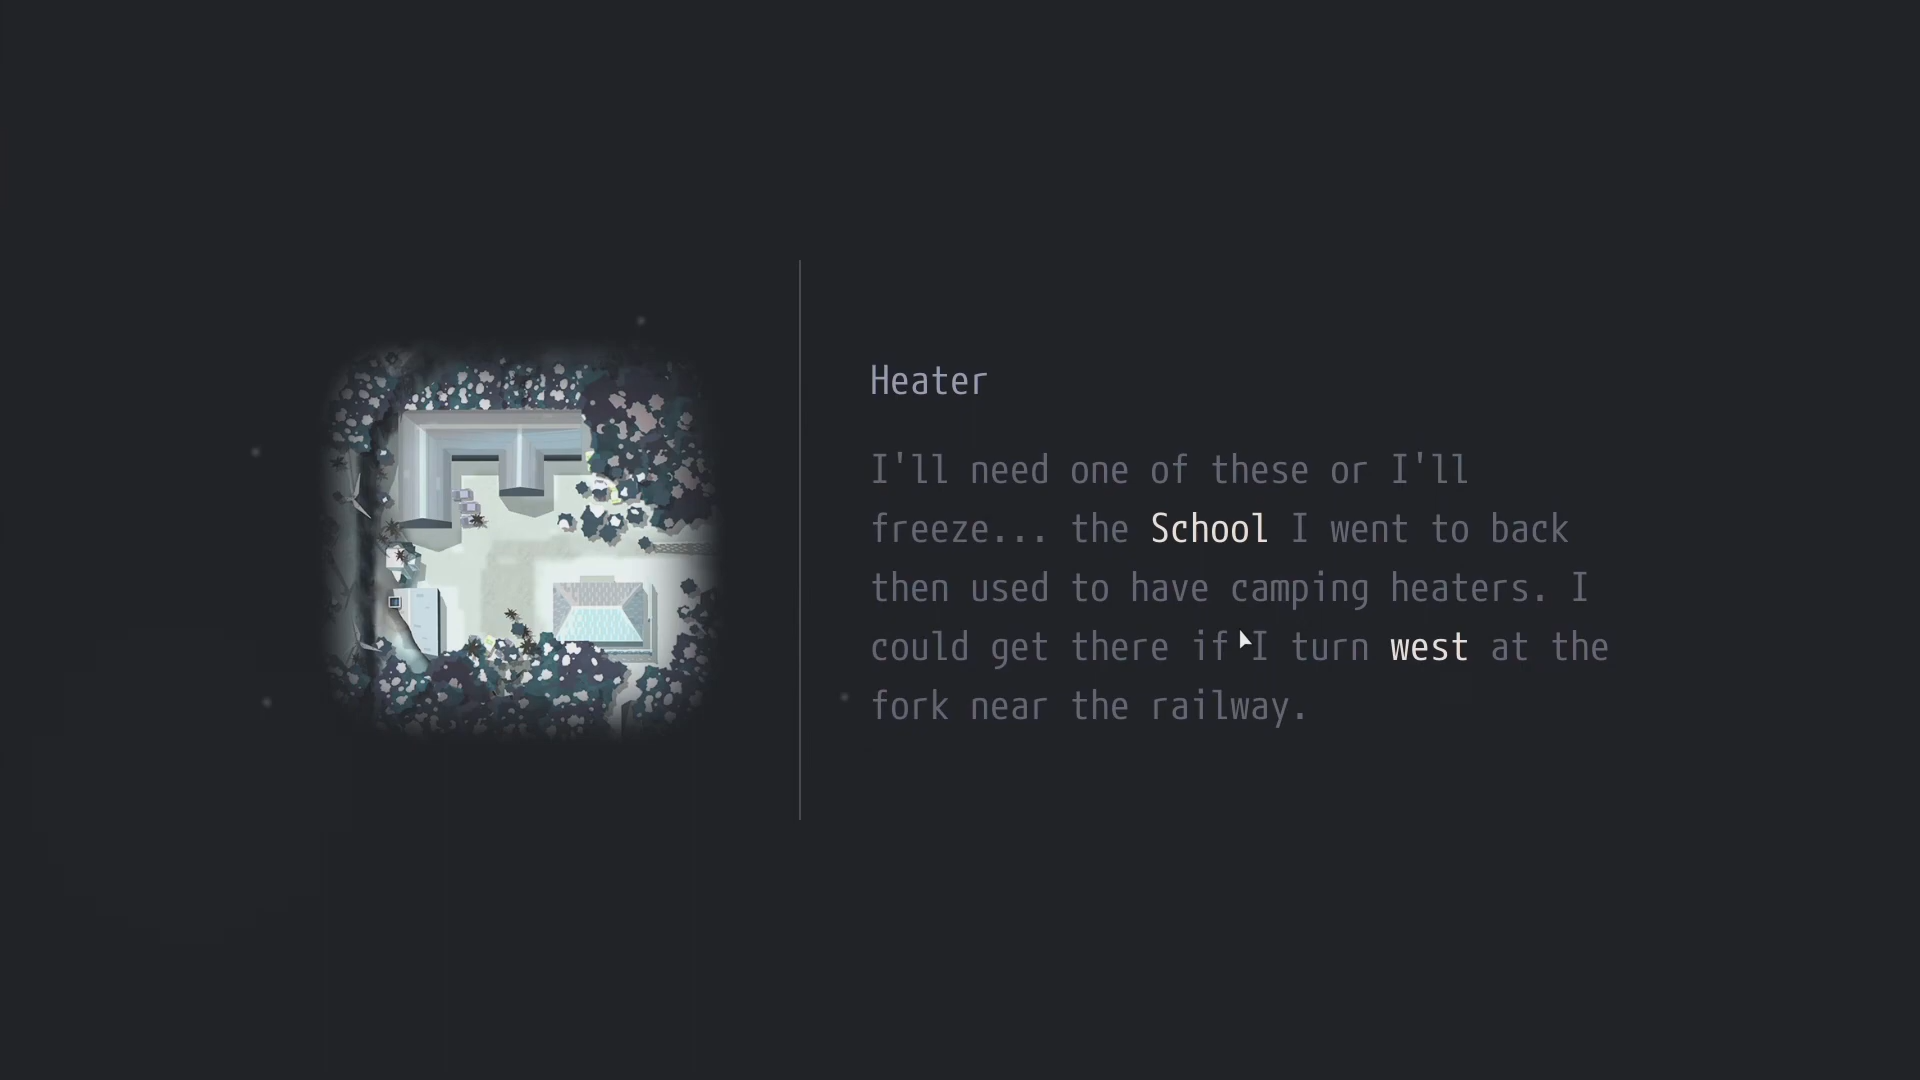 Heater
I'll need one of these or I'll
freeze... the School I went to back
then used to have camping heaters. I
could get there if I turn west at the
fork near the railway.